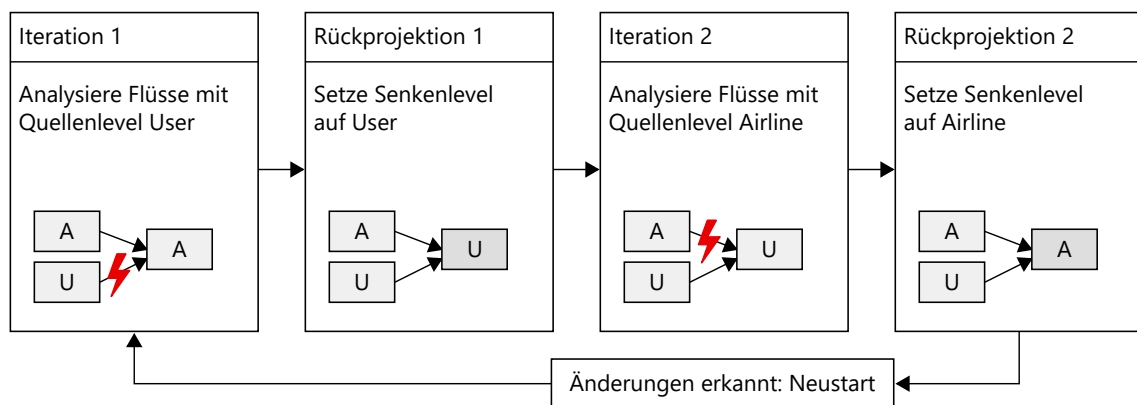 Iteration 1
Analysiere Flüsse mit
Quellenlevel User
A
U
A
Rückprojektion 1
Setze Senkenlevel
auf User
A
U
U
Iteration 2
Analysiere Flüsse mit
Quellenlevel Airline
A
U
U
Rückprojektion 2
Setze Senkenlevel
auf Airline
A
U
A
Änderungen erkannt: Neustart